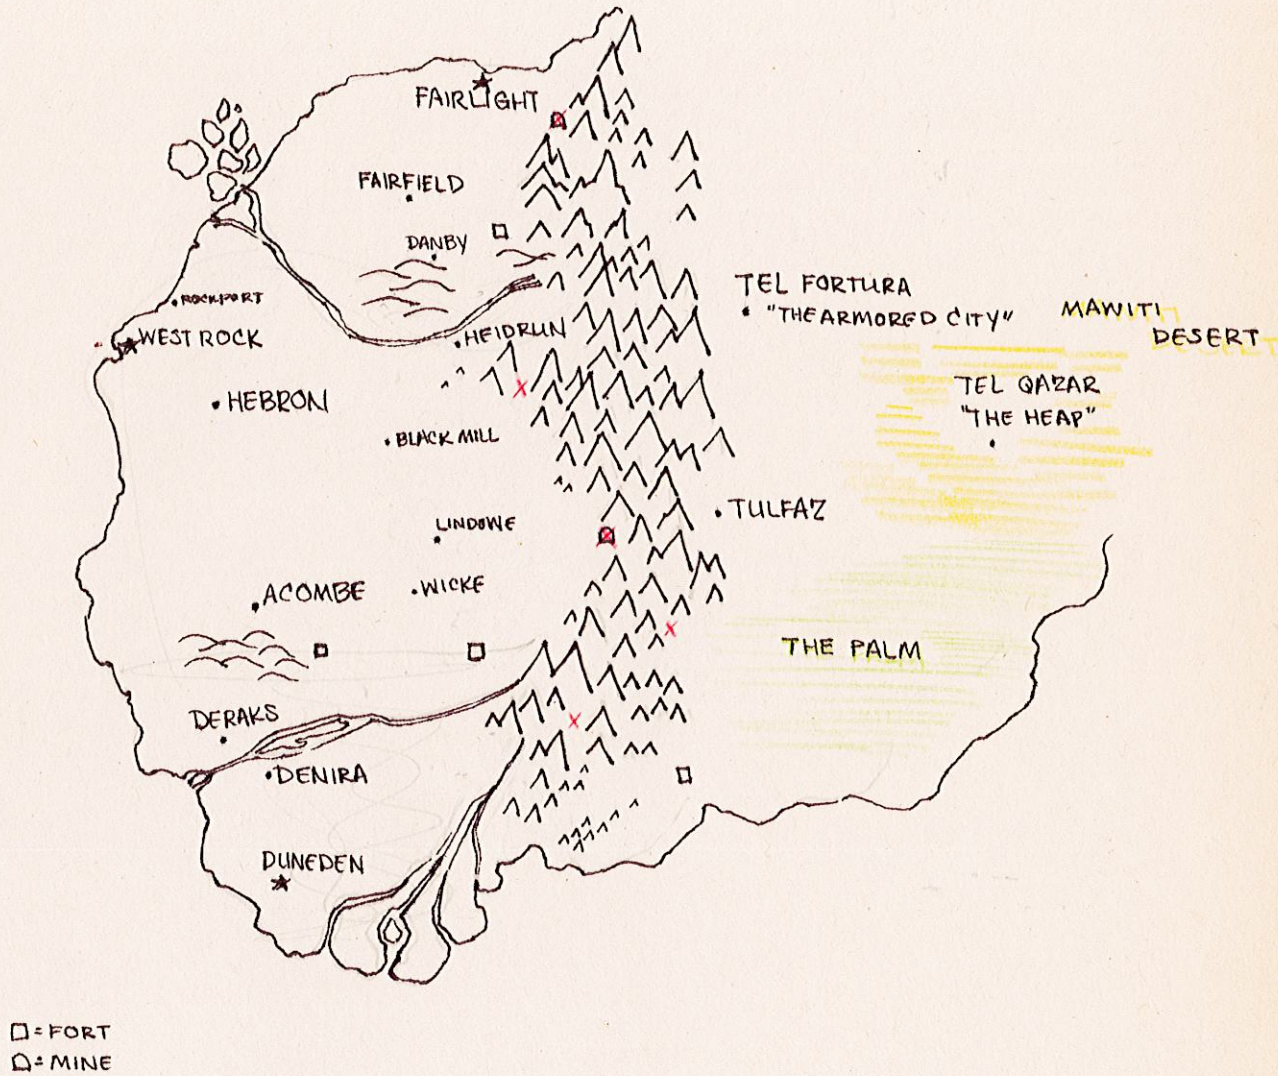 FAIRLIGHT
FAIRFIELD
DANBY
ROCKPORT
WEST ROCK
HEIDRUN
HEBRON
BLACK MILL
LINDOWE
ACOMBE
WICKE
DERAKS
DENIRA
DUNEDEN
TEL FORTURA
"THE ARMORED CITY"
MAWITI
DESERT
TEL QAZAR
"THE HEAP"
TULFAZ
THE PALM
□ = FORT
⌂ = MINE